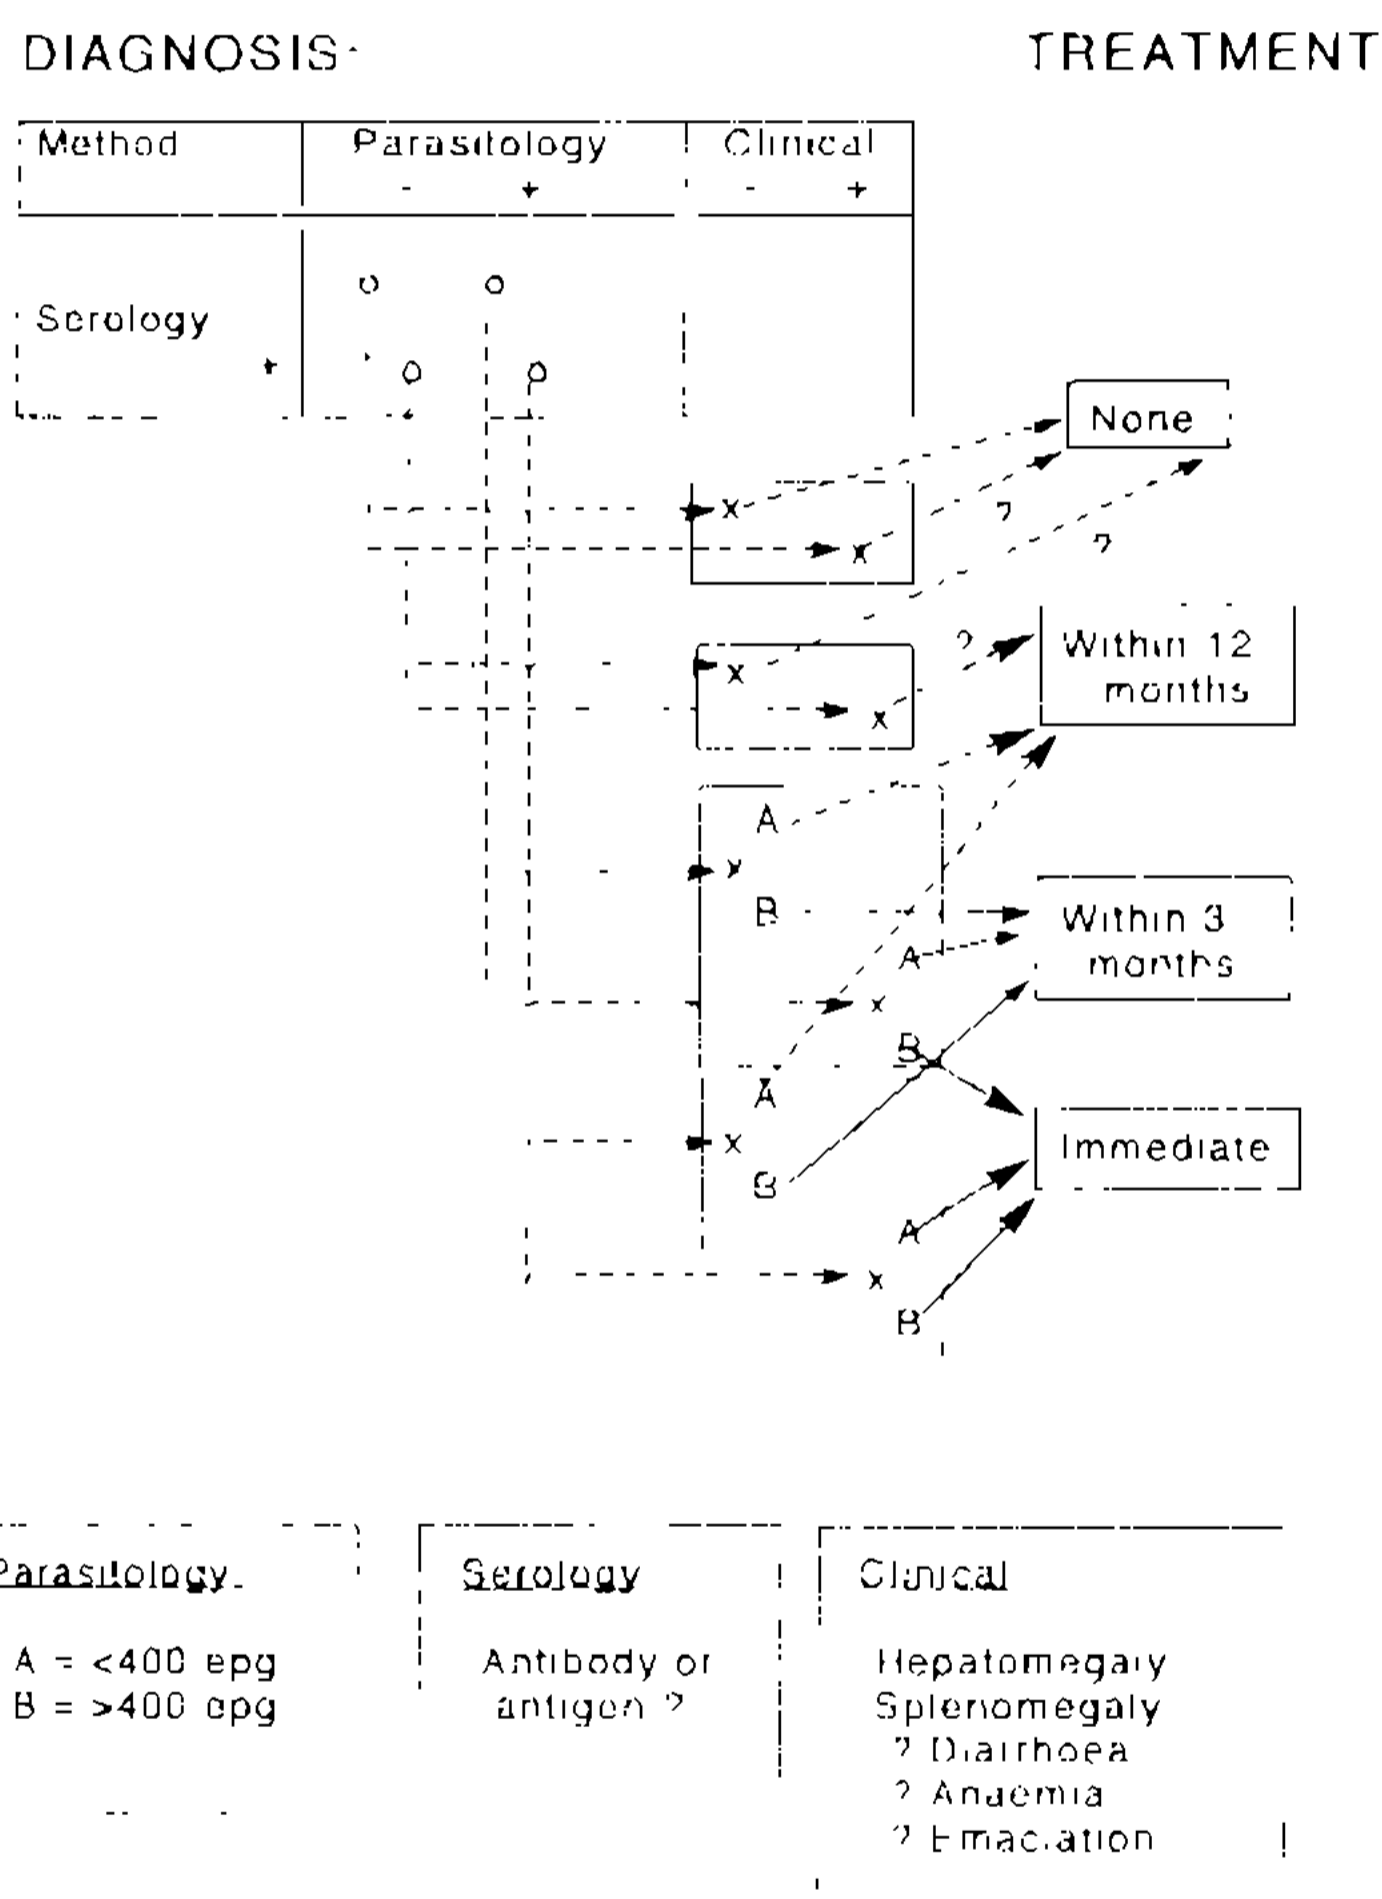 DIAGNOSIS
TREATMENT
Method Parasitology Clinical
- + - +
Serology
+
None
?
?
?
Within 12
months
A
B
Within 3
months
A
B
A
B
Immediate
A
B
Parasitology
A = <400 epg
B = >400 epg
Serology
Antibody or
antigen ?
Clinical
Hepatomegaly
Splenomegaly
? Diarrhoea
? Anaemia
? Emaciation